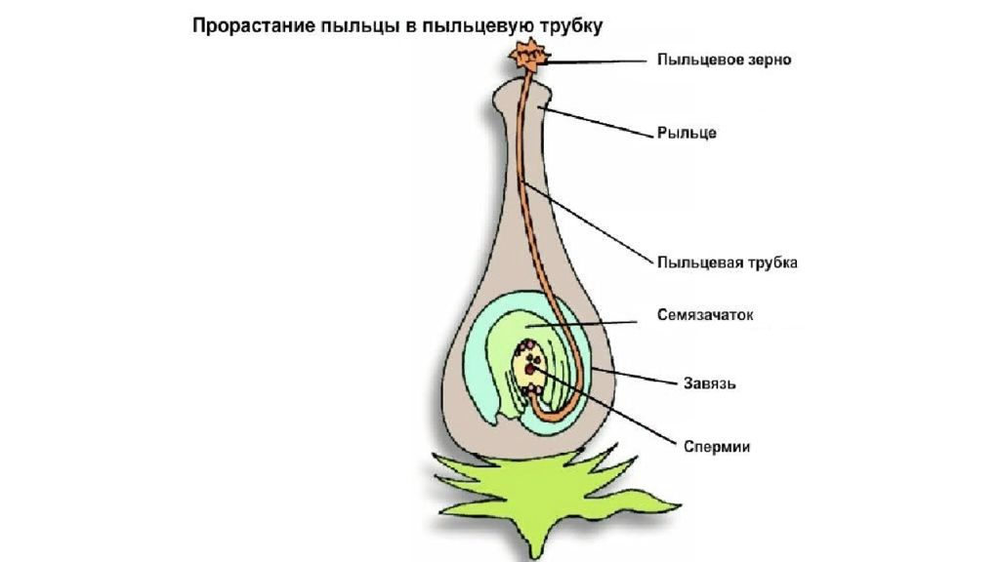 Прорастание пыльцы в пыльцевую трубку
Пыльцевое зерно
Рыльце
Пыльцевая трубка
Семязачаток
Завязь
Спермии